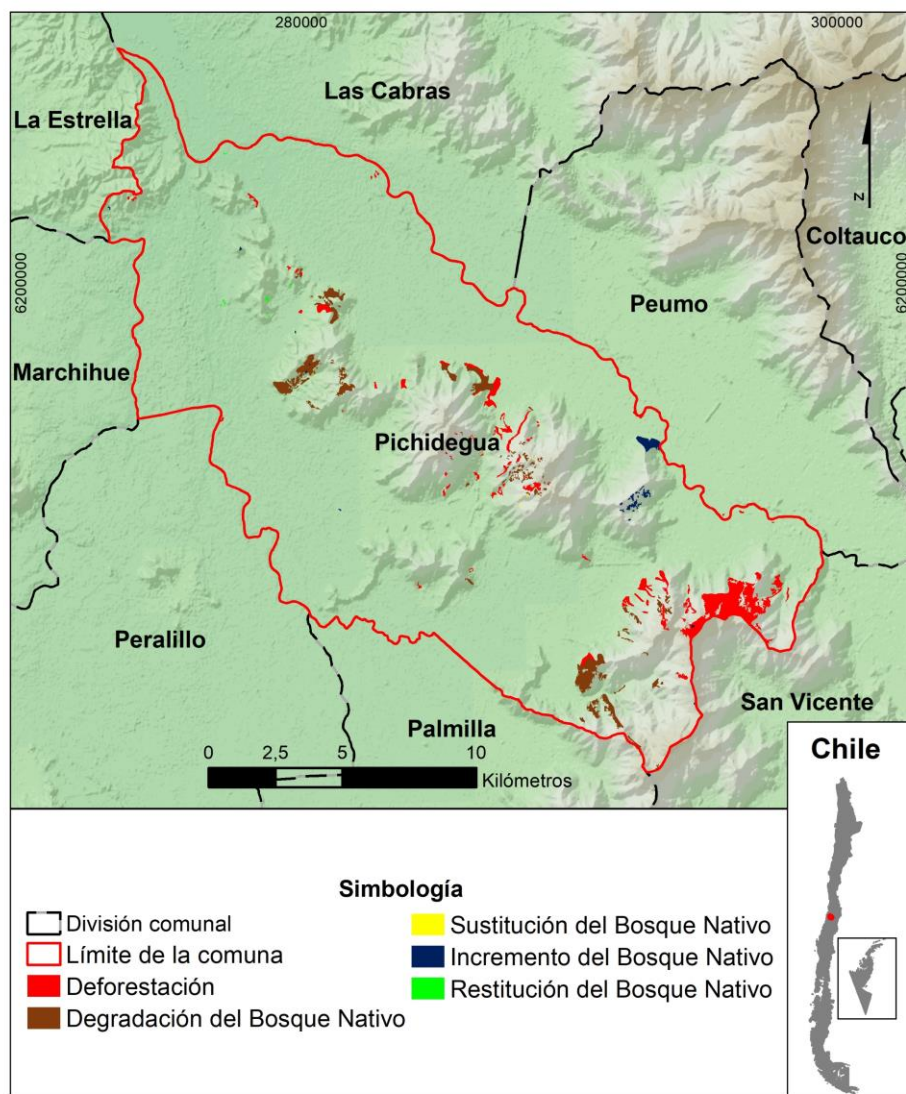 280000
300000
Las Cabras
La Estrella
N
Coltauco
6200000
6200000
Peumo
Marchihue
Pichidegua
Peralillo
San Vicente
Palmilla
0 2,5 5 10
Kilómetros
Chile
Simbología
División comunal
Límite de la comuna
Deforestación
Degradación del Bosque Nativo
Sustitución del Bosque Nativo
Incremento del Bosque Nativo
Restitución del Bosque Nativo